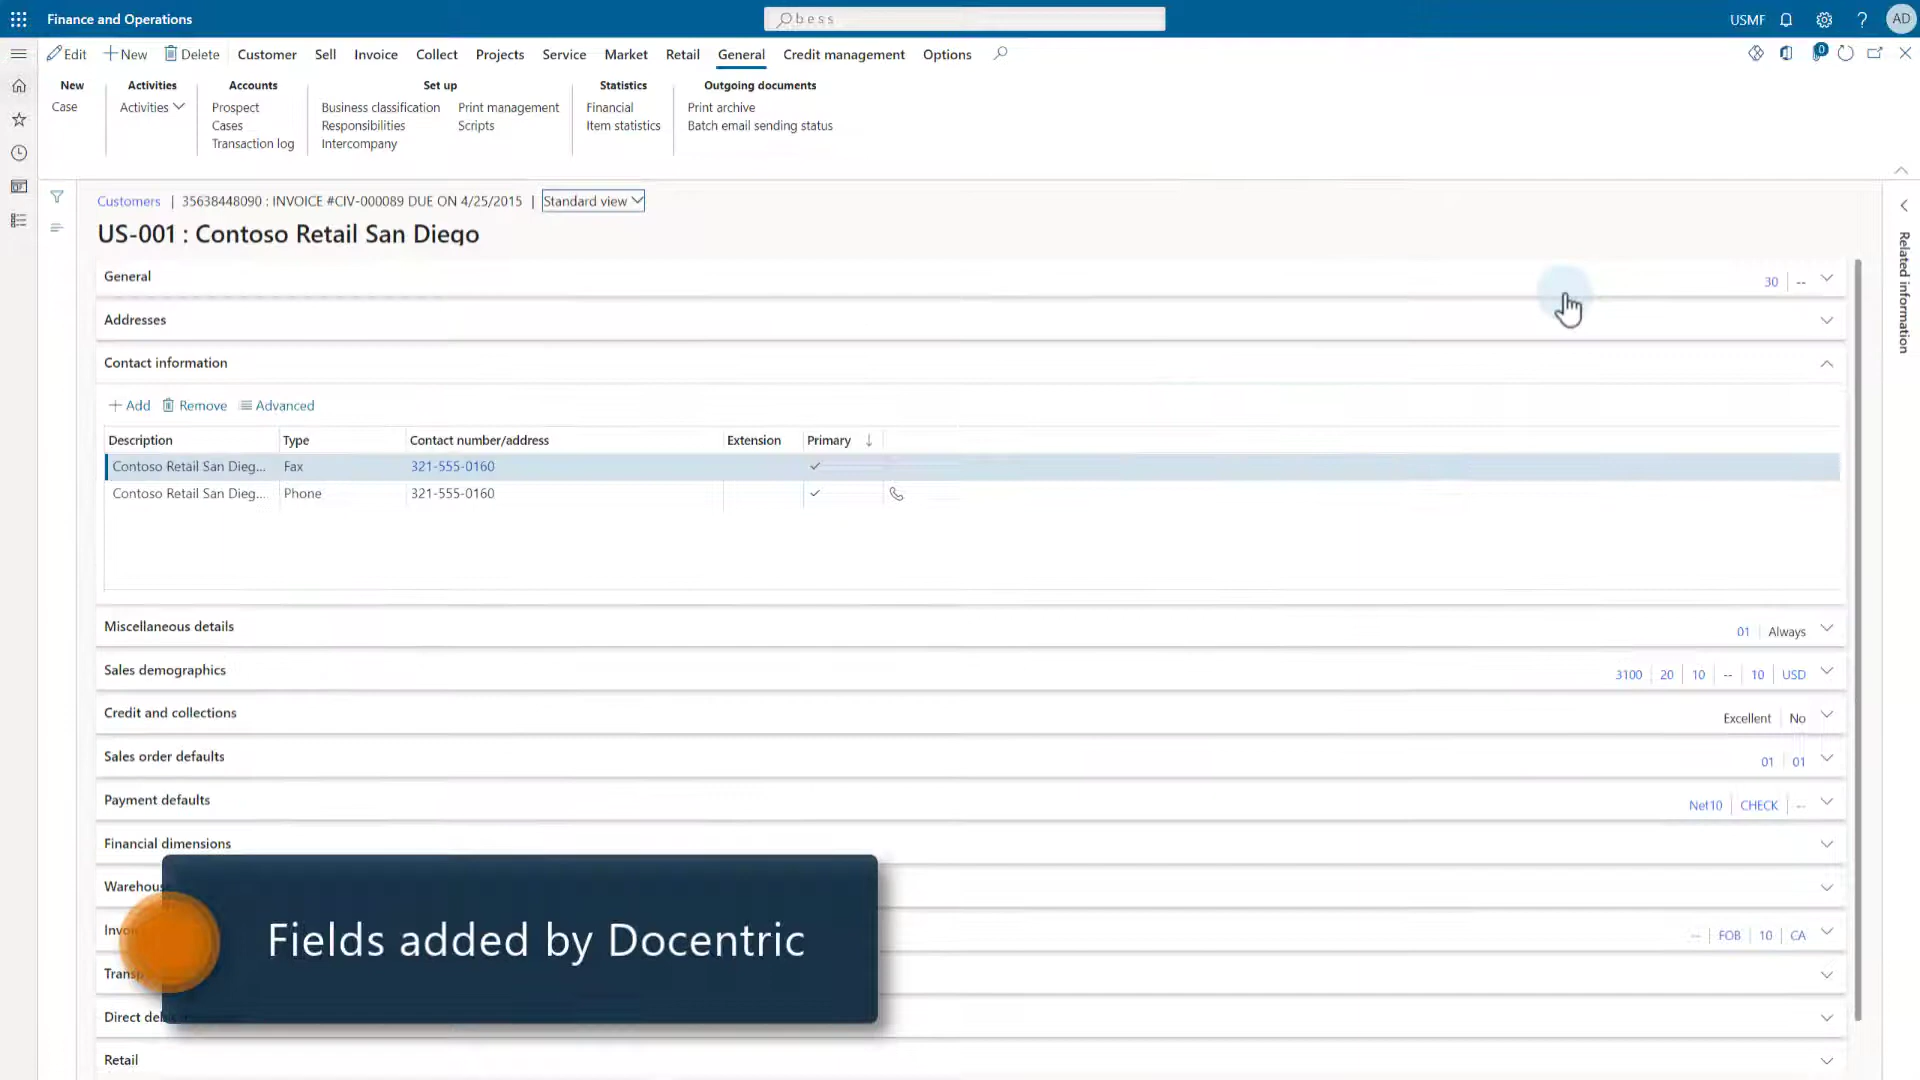 Finance and Operations
bess
USMF
?
AD
Edit
New
Delete
Customer
Sell
Invoice
Collect
Projects
Service
Market
Retail
General
Credit management
Options
0
New
Case
Activities
Activities
Accounts
Prospect
Cases
Transaction log
Set up
Business classification
Print management
Responsibilities
Scripts
Intercompany
Statistics
Financial
Item statistics
Outgoing documents
Print archive
Batch email sending status
Customers | 35638448090 : INVOICE #CIV-000089 DUE ON 4/25/2015 | Standard view
US-001 : Contoso Retail San Diego
Related information
General
30 | --
Addresses
Contact information
Add
Remove
Advanced
Description Type Contact number/address Extension Primary
Contoso Retail San Dieg... Fax 321-555-0160
Contoso Retail San Dieg... Phone 321-555-0160
Miscellaneous details
01 | Always
Sales demographics
3100 | 20 | 10 | -- | 10 | USD
Credit and collections
Excellent | No
Sales order defaults
01 | 01
Payment defaults
Net10 | CHECK | --
Financial dimensions
Warehous
Invo
-- | FOB | 10 | CA
Transp
Direct deb
Retail
Fields added by Docentric